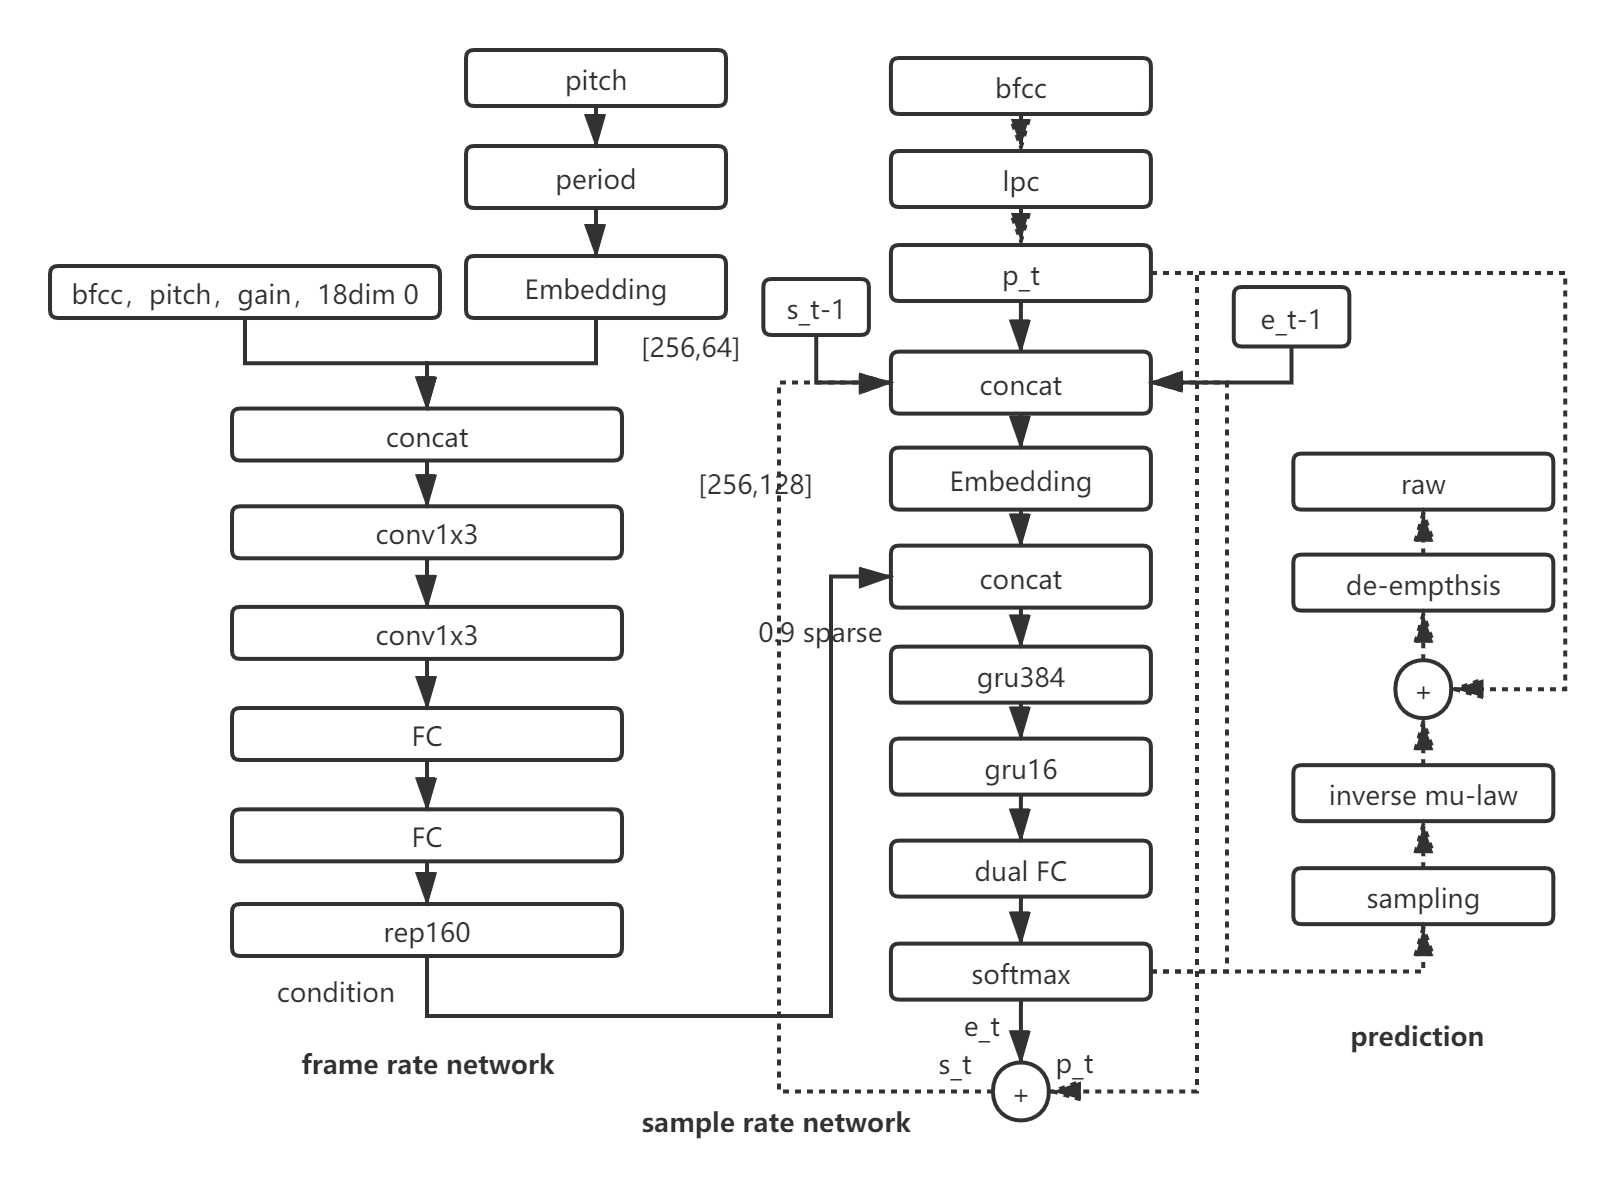 pitch
period
Embedding
bfcc，pitch，gain，18dim 0
[256,64]
concat
conv1x3
conv1x3
FC
FC
rep160
condition
frame rate network
bfcc
lpc
p_t
s_t-1
e_t-1
concat
[256,128]
Embedding
concat
0.9 sparse
gru384
gru16
dual FC
softmax
e_t
s_t
p_t
+
sample rate network
raw
de-empthsis
+
inverse mu-law
sampling
prediction